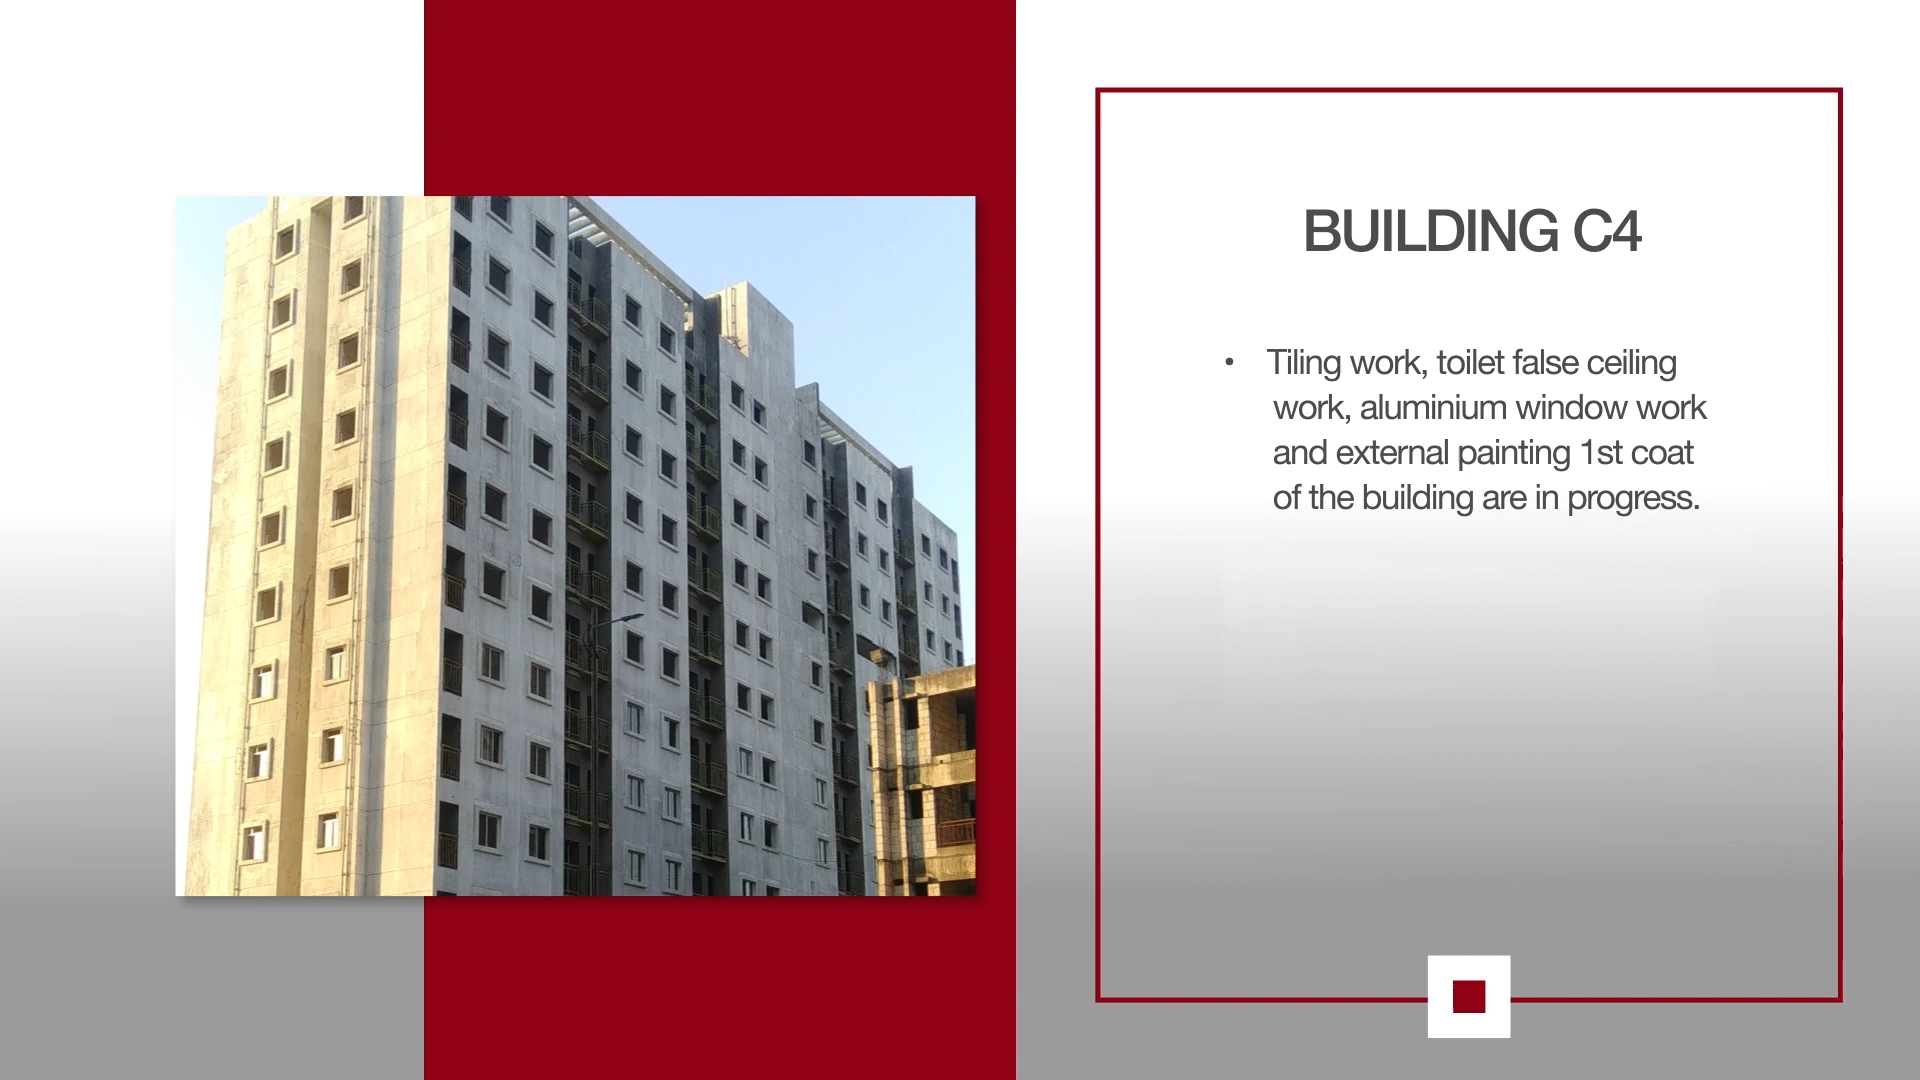 BUILDING C4
• Tiling work, toilet false ceiling
work, aluminium window work
and external painting 1st coat
of the building are in progress.